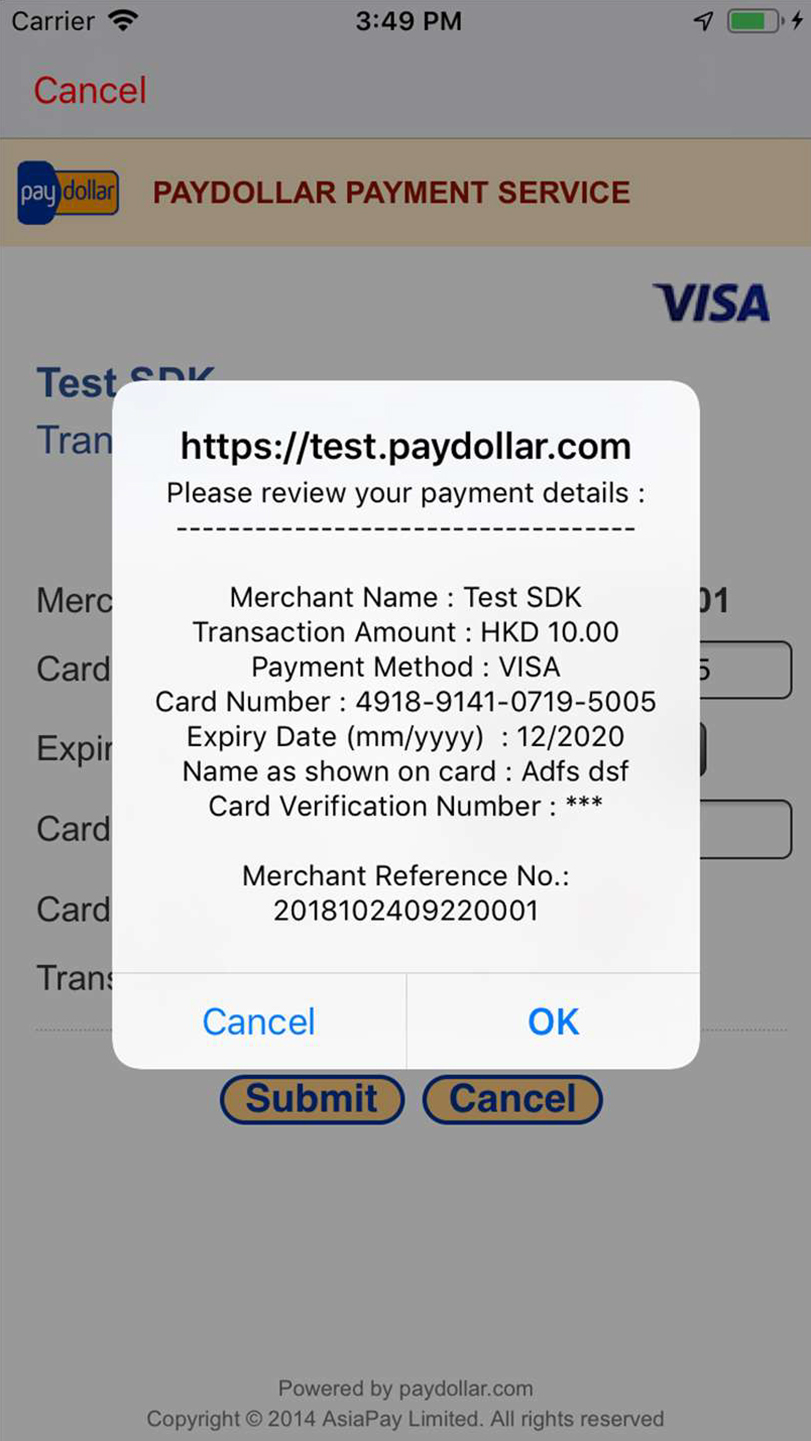 Carrier 3:49 PM
Cancel
pay dollar PAYDOLLAR PAYMENT SERVICE
VISA
Test SDK
Tran
https://test.paydollar.com
Please review your payment details :
-----------------------------------
Merchant Name : Test SDK
Transaction Amount : HKD 10.00
Payment Method : VISA
Card Number : 4918-9141-0719-5005
Expiry Date (mm/yyyy)  : 12/2020
Name as shown on card : Adfs dsf
Card Verification Number : ***
Merchant Reference No.:
2018102409220001
Merc 01
Card 5
Expir
Card
Card
Trans
Cancel OK
Submit Cancel
Powered by paydollar.com
Copyright © 2014 AsiaPay Limited. All rights reserved